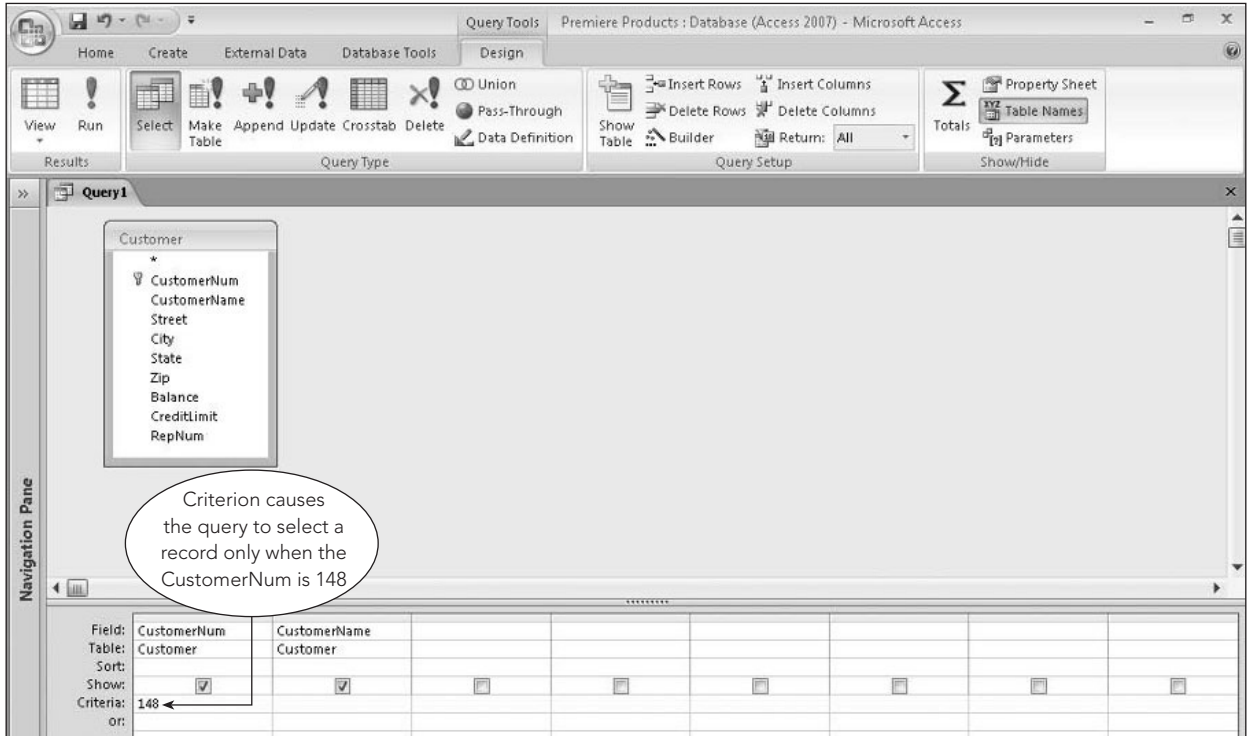 Query Tools Premiere Products : Database (Access 2007) - Microsoft Access
Home Create External Data Database Tools Design
View Run Select Make Table Append Update Crosstab Delete
Union
Pass-Through
Data Definition
Show Table
Insert Rows Insert Columns
Delete Rows Delete Columns
Builder Return: All
Totals
Property Sheet
Table Names
Parameters
Results Query Type Query Setup Show/Hide
Query1
Customer
*
CustomerNum
CustomerName
Street
City
State
Zip
Balance
CreditLimit
RepNum
Navigation Pane
Criterion causes
the query to select a
record only when the
CustomerNum is 148
Field: CustomerNum CustomerName
Table: Customer Customer
Sort:
Show:
Criteria: 148
or: